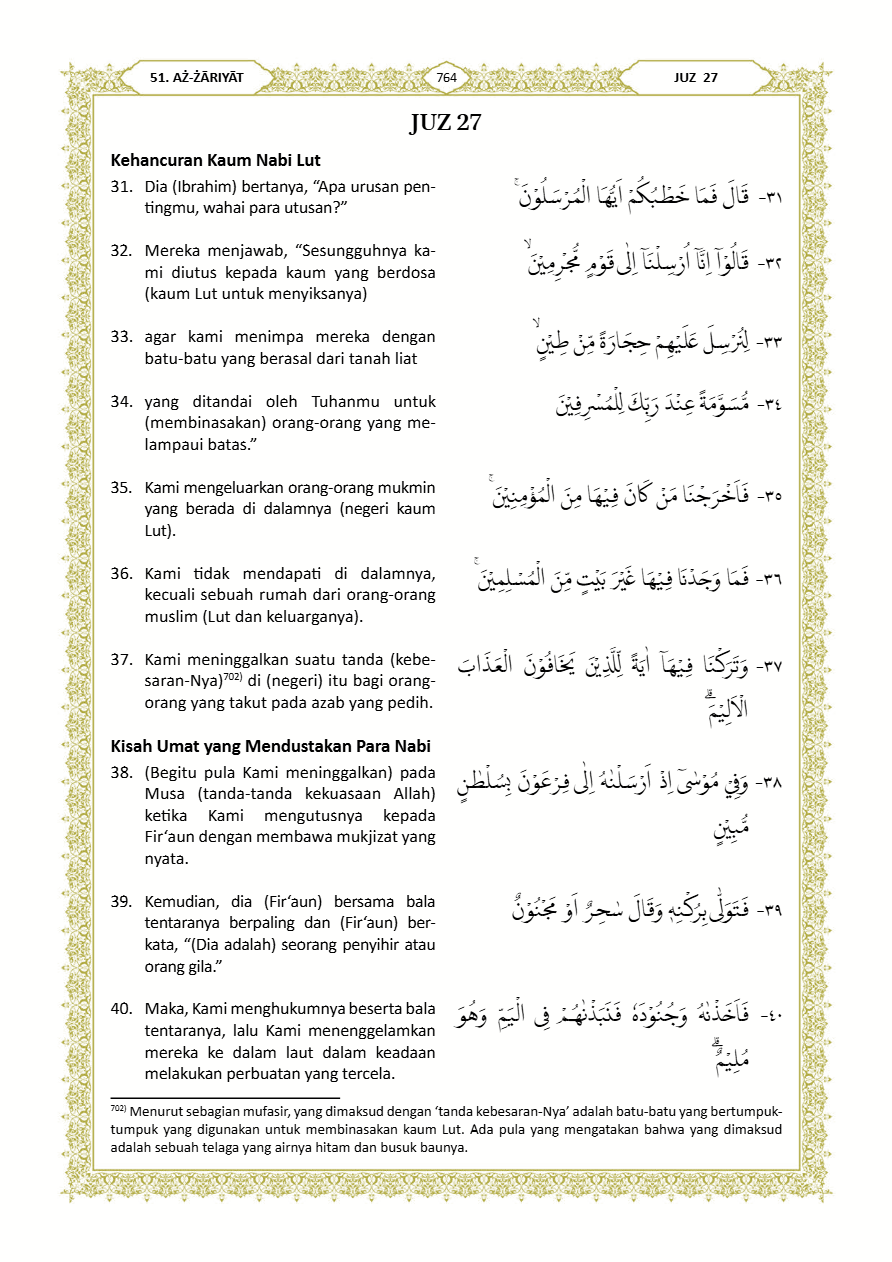 51. AŻ-ŻĀRIYĀT
764
JUZ 27
JUZ 27
Kehancuran Kaum Nabi Lut
31. Dia (Ibrahim) bertanya, “Apa urusan pen-
tingmu, wahai para utusan?”
٣١- قَالَ فَمَا خَطْبُكُمْ اَيُّهَا الْمُرْسَلُوْنَۚ
32. Mereka menjawab, “Sesungguhnya ka-
mi diutus kepada kaum yang berdosa
(kaum Lut untuk menyiksanya)
٣٢- قَالُوْٓا اِنَّآ اُرْسِلْنَآ اِلٰى قَوْمٍ مُّجْرِمِيْنَۙ
33. agar kami menimpa mereka dengan
batu-batu yang berasal dari tanah liat
٣٣- لِنُرْسِلَ عَلَيْهِمْ حِجَارَةً مِّنْ طِيْنٍۙ
34. yang ditandai oleh Tuhanmu untuk
(membinasakan) orang-orang yang me-
lampaui batas.”
٣٤- مُّسَوَّمَةً عِنْدَ رَبِّكَ لِلْمُسْرِفِيْنَ
35. Kami mengeluarkan orang-orang mukmin
yang berada di dalamnya (negeri kaum
Lut).
٣٥- فَاَخْرَجْنَا مَنْ كَانَ فِيْهَا مِنَ الْمُؤْمِنِيْنَۚ
36. Kami tidak mendapati di dalamnya,
kecuali sebuah rumah dari orang-orang
muslim (Lut dan keluarganya).
٣٦- فَمَا وَجَدْنَا فِيْهَا غَيْرَ بَيْتٍ مِّنَ الْمُسْلِمِيْنَۚ
37. Kami meninggalkan suatu tanda (kebe-
saran-Nya)702) di (negeri) itu bagi orang-
orang yang takut pada azab yang pedih.
٣٧- وَتَرَكْنَا فِيْهَآ اٰيَةً لِّلَّذِيْنَ يَخَافُوْنَ الْعَذَابَ
الْاَلِيْمَۗ
Kisah Umat yang Mendustakan Para Nabi
38. (Begitu pula Kami meninggalkan) pada
Musa (tanda-tanda kekuasaan Allah)
ketika Kami mengutusnya kepada
Fir‘aun dengan membawa mukjizat yang
nyata.
٣٨- وَفِيْ مُوْسٰىٓ اِذْ اَرْسَلْنٰهُ اِلٰى فِرْعَوْنَ بِسُلْطٰنٍ
مُّبِيْنٍ
39. Kemudian, dia (Fir‘aun) bersama bala
tentaranya berpaling dan (Fir‘aun) ber-
kata, “(Dia adalah) seorang penyihir atau
orang gila.”
٣٩- فَتَوَلّٰى بِرُكْنِهٖ وَقَالَ سٰحِرٌ اَوْ مَجْنُوْنٌ
40. Maka, Kami menghukumnya beserta bala
tentaranya, lalu Kami menenggelamkan
mereka ke dalam laut dalam keadaan
melakukan perbuatan yang tercela.
٤٠- فَاَخَذْنٰهُ وَجُنُوْدَهٗ فَنَبَذْنٰهُمْ فِى الْيَمِّ وَهُوَ
مُلِيْمٌۗ
702) Menurut sebagian mufasir, yang dimaksud dengan ‘tanda kebesaran-Nya’ adalah batu-batu yang bertumpuk-
tumpuk yang digunakan untuk membinasakan kaum Lut. Ada pula yang mengatakan bahwa yang dimaksud
adalah sebuah telaga yang airnya hitam dan busuk baunya.